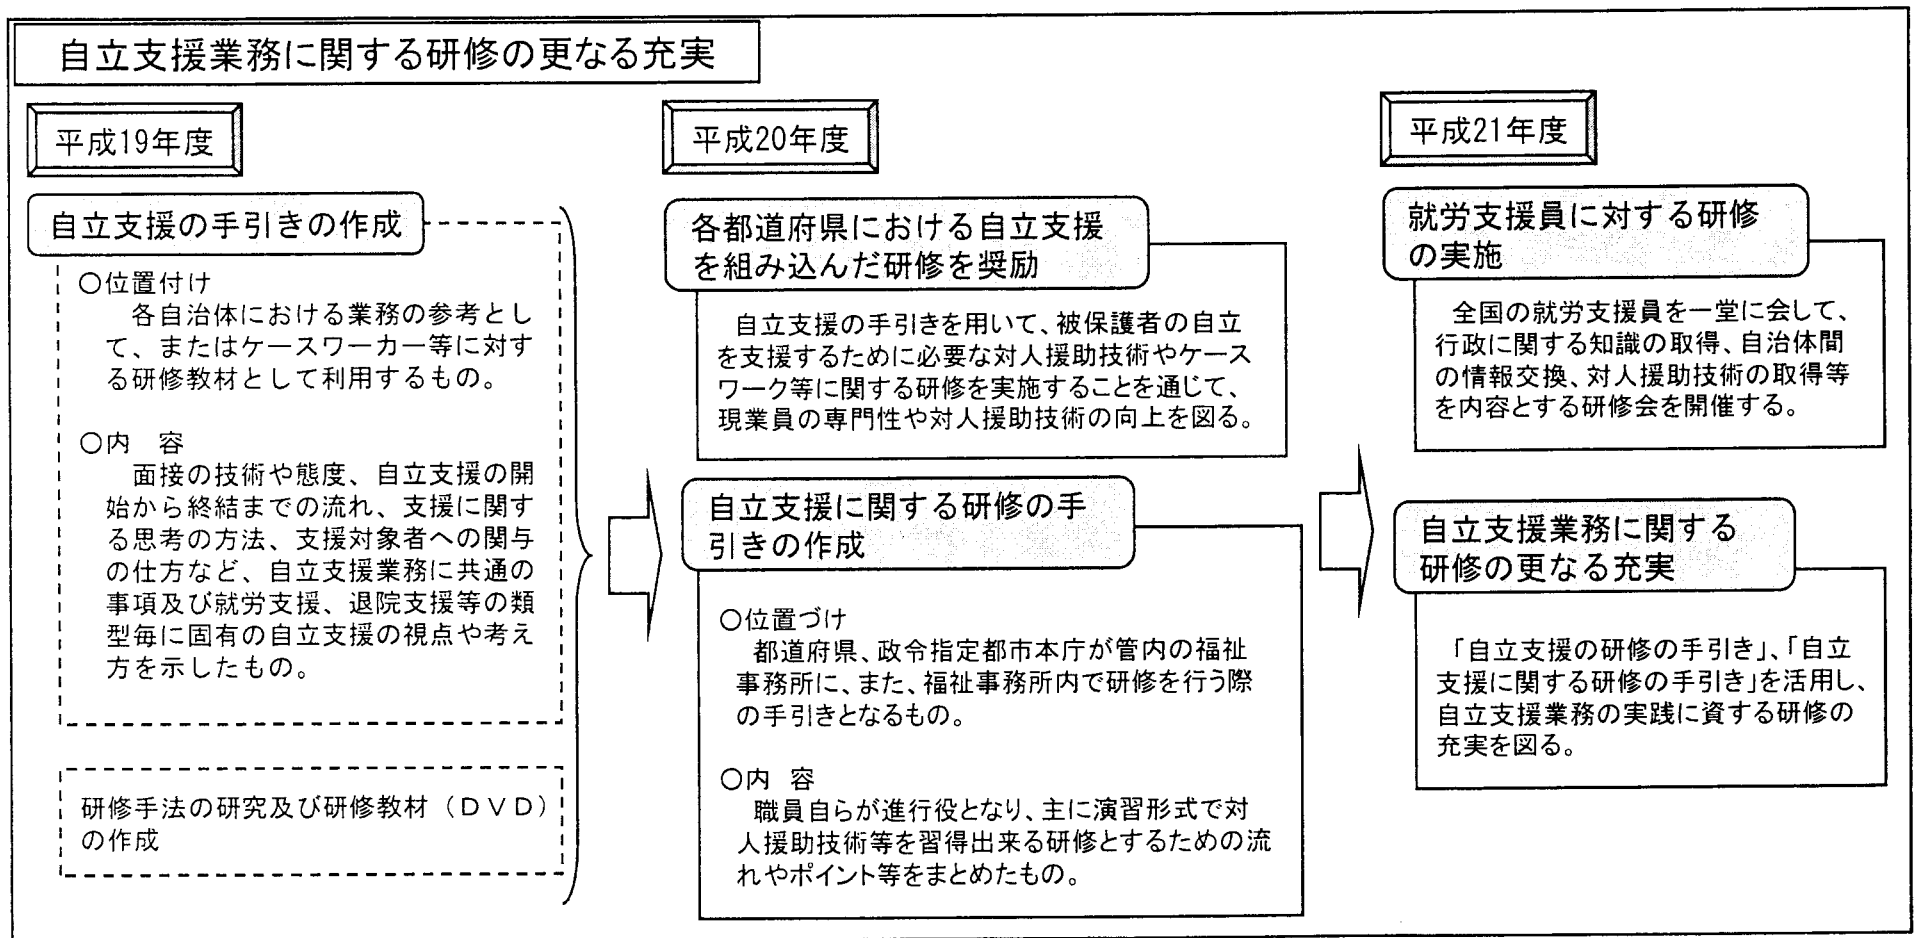 自立支援業務に関する研修の更なる充実
平成19年度
自立支援の手引きの作成
○位置付け
各自治体における業務の参考とし
て、またはケースワーカー等に対す
る研修教材として利用するもの。
○内　容
面接の技術や態度、自立支援の開
始から終結までの流れ、支援に関す
る思考の方法、支援対象者への関与
の仕方など、自立支援業務に共通の
事項及び就労支援、退院支援等の類
型毎に固有の自立支援の視点や考え
方を示したもの。
研修手法の研究及び研修教材（ＤＶＤ）
の作成
平成20年度
各都道府県における自立支援
を組み込んだ研修を奨励
自立支援の手引きを用いて、被保護者の自立
を支援するために必要な対人援助技術やケース
ワーク等に関する研修を実施することを通じて、
現業員の専門性や対人援助技術の向上を図る。
自立支援に関する研修の手
引きの作成
○位置づけ
都道府県、政令指定都市本庁が管内の福祉
事務所に、また、福祉事務所内で研修を行う際
の手引きとなるもの。
○内　容
職員自らが進行役となり、主に演習形式で対
人援助技術等を習得出来る研修とするための流
れやポイント等をまとめたもの。
平成21年度
就労支援員に対する研修
の実施
全国の就労支援員を一堂に会して、
行政に関する知識の取得、自治体間
の情報交換、対人援助技術の取得等
を内容とする研修会を開催する。
自立支援業務に関する
研修の更なる充実
「自立支援の研修の手引き」、「自立
支援に関する研修の手引き」を活用し、
自立支援業務の実践に資する研修の
充実を図る。